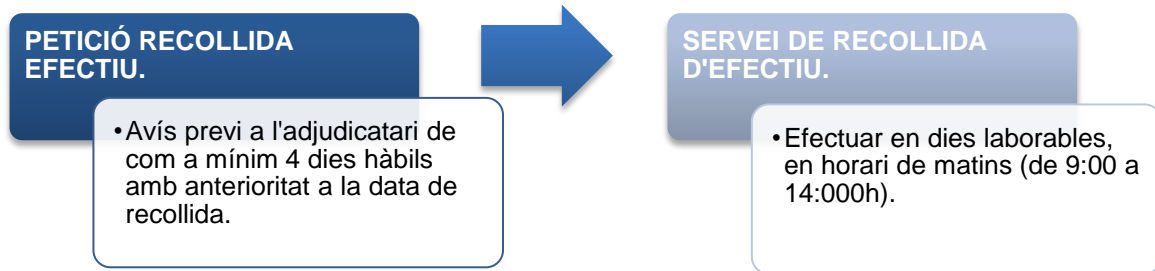 PETICIÓ RECOLLIDA
EFECTIU.
•Avís previ a l'adjudicatari de
com a mínim 4 dies hàbils
amb anterioritat a la data de
recollida.
SERVEI DE RECOLLIDA
D'EFECTIU.
•Efectuar en dies laborables,
en horari de matins (de 9:00 a
14:000h).